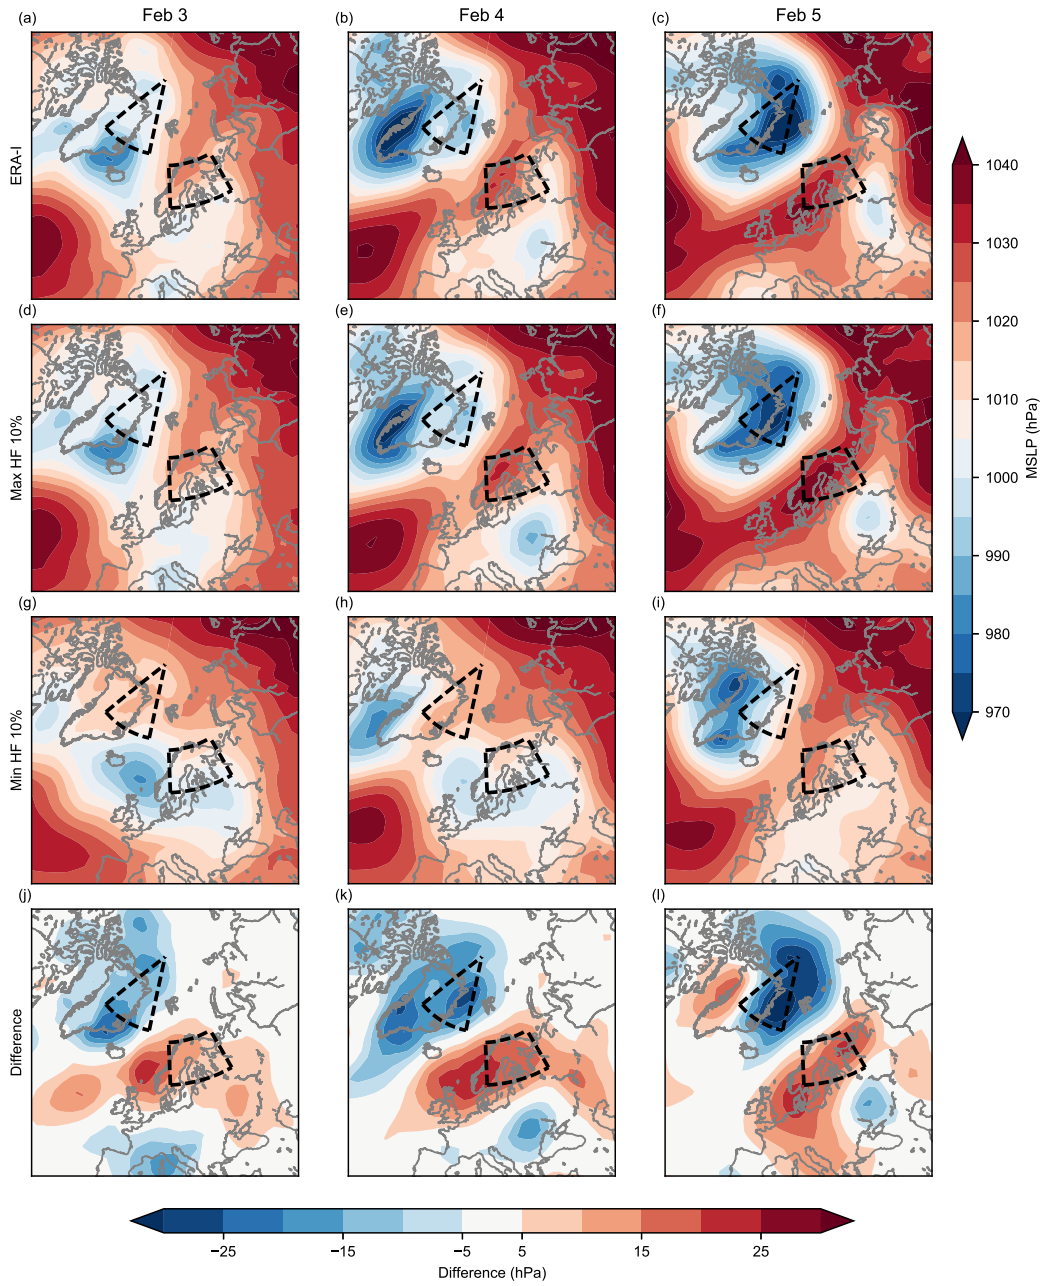 (a) Feb 3
(b) Feb 4
(c) Feb 5
ERA-I
(d)
(e)
(f)
Max HF 10%
(g)
(h)
(i)
Min HF 10%
(j)
(k)
(l)
Difference
1040
1030
1020
1010
1000
990
980
970
MSLP (hPa)
−25 −15 −5 5 15 25
Difference (hPa)